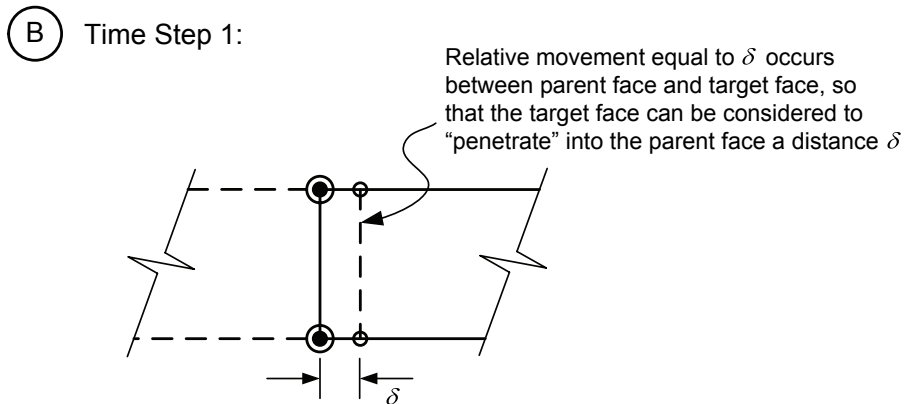 B Time Step 1:
Relative movement equal to δ occurs
between parent face and target face, so
that the target face can be considered to
“penetrate” into the parent face a distance δ
δ